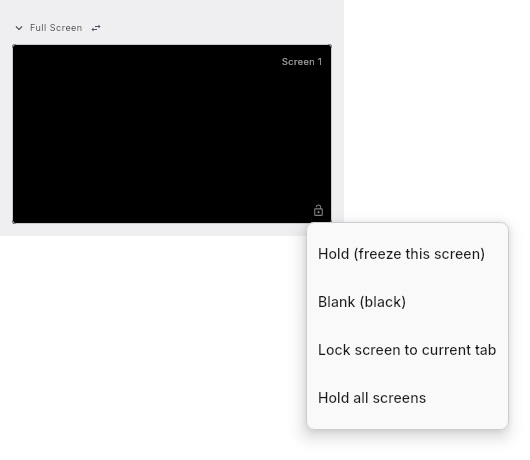 Full Screen
Screen 1
Hold (freeze this screen)
Blank (black)
Lock screen to current tab
Hold all screens